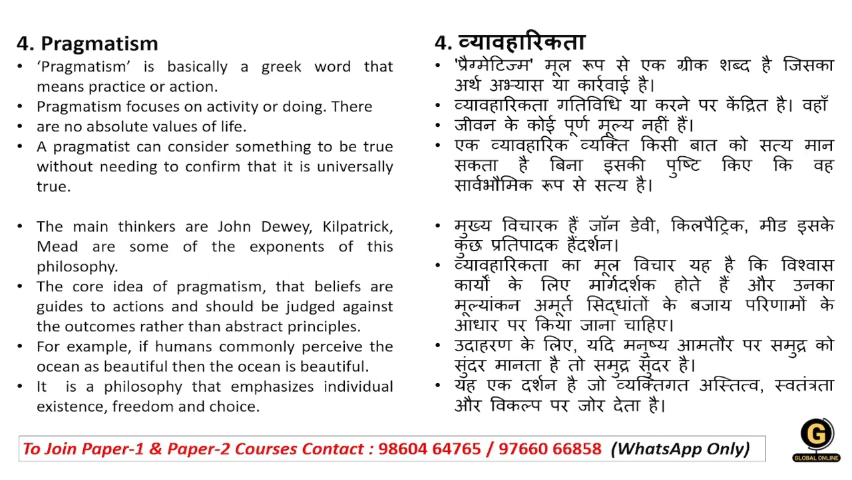 4. Pragmatism
• ‘Pragmatism’ is basically a greek word that
means practice or action.
• Pragmatism focuses on activity or doing. There
• are no absolute values of life.
• A pragmatist can consider something to be true
without needing to confirm that it is universally
true.
• The main thinkers are John Dewey, Kilpatrick,
Mead are some of the exponents of this
philosophy.
• The core idea of pragmatism, that beliefs are
guides to actions and should be judged against
the outcomes rather than abstract principles.
• For example, if humans commonly perceive the
ocean as beautiful then the ocean is beautiful.
• It is a philosophy that emphasizes individual
existence, freedom and choice.
4. व्यावहारिकता
• 'प्रैग्मेटिज्म' मूल रूप से एक ग्रीक शब्द है जिसका
अर्थ अभ्यास या कार्रवाई है।
• व्यावहारिकता गतिविधि या करने पर केंद्रित है। वहाँ
• जीवन के कोई पूर्ण मूल्य नहीं हैं।
• एक व्यावहारिक व्यक्ति किसी बात को सत्य मान
सकता है बिना इसकी पुष्टि किए कि वह
सार्वभौमिक रूप से सत्य है।
• मुख्य विचारक हैं जॉन डेवी, किलपैट्रिक, मीड इसके
कुछ प्रतिपादक हैंदर्शन।
• व्यावहारिकता का मूल विचार यह है कि विश्वास
कार्यों के लिए मार्गदर्शक होते हैं और उनका
मूल्यांकन अमूर्त सिद्धांतों के बजाय परिणामों के
आधार पर किया जाना चाहिए।
• उदाहरण के लिए, यदि मनुष्य आमतौर पर समुद्र को
सुंदर मानता है तो समुद्र सुंदर है।
• यह एक दर्शन है जो व्यक्तिगत अस्तित्व, स्वतंत्रता
और विकल्प पर जोर देता है।
To Join Paper-1 & Paper-2 Courses Contact : 98604 64765 / 97660 66858 (WhatsApp Only)
G
GLOBAL ONLINE